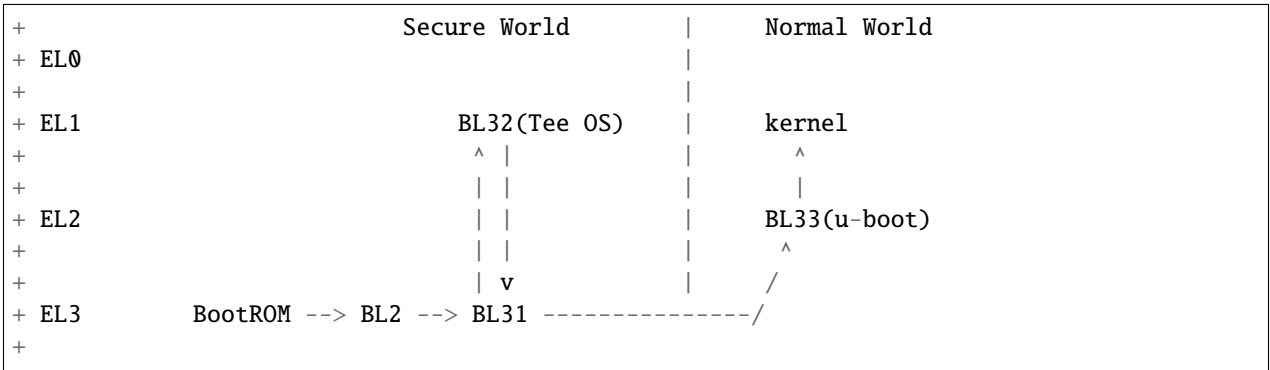 +                               Secure World        |     Normal World
+ EL0                                              |
+                                                  |
+ EL1                           BL32(Tee OS)     |     kernel
+                                 ^ |            |       ^
+                                 | |            |       |
+ EL2                             | |            |     BL33(u-boot)
+                                 | |            |      ^
+                                 | v            |     /
+ EL3        BootROM --> BL2 --> BL31 ---------------/
+